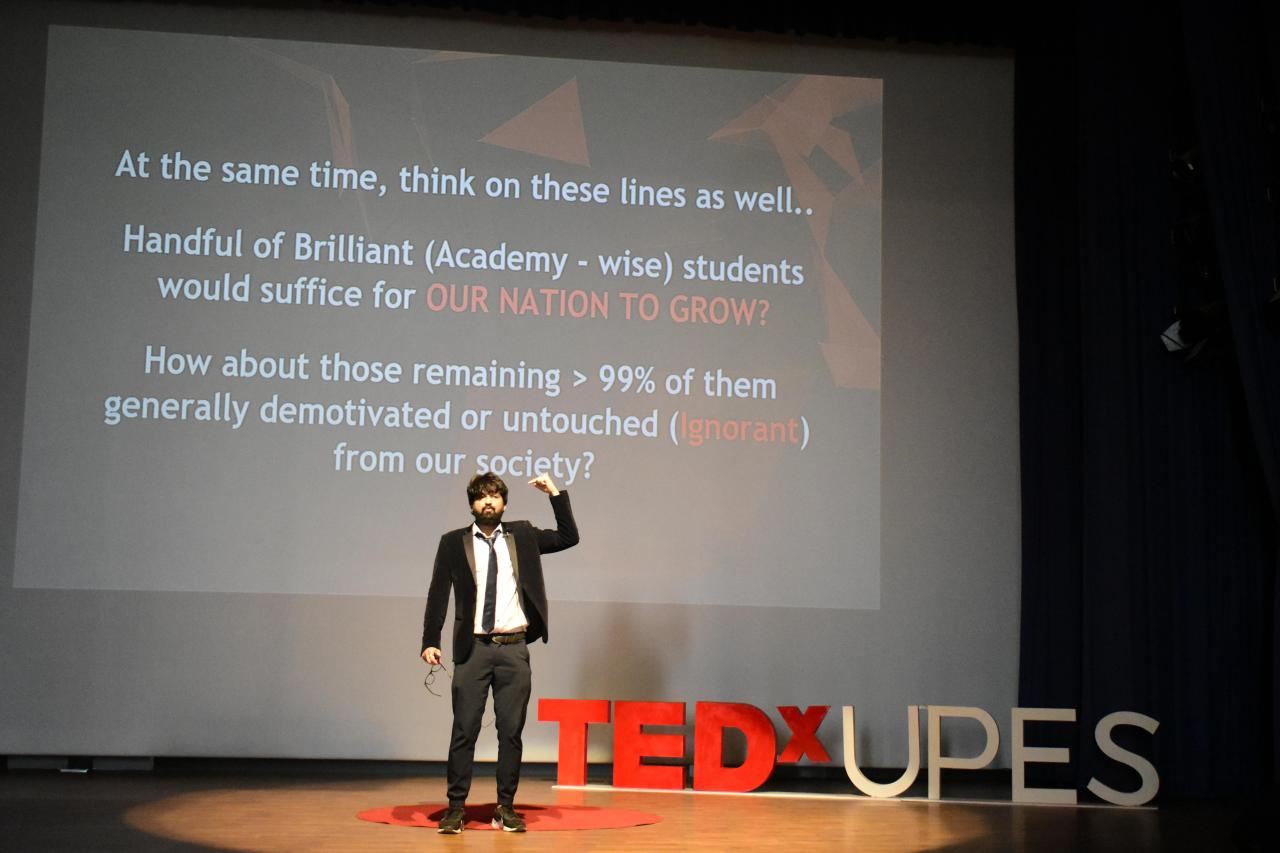 At the same time, think on these lines as well..
Handful of Brilliant (Academy - wise) students
would suffice for OUR NATION TO GROW?
How about those remaining > 99% of them
generally demotivated or untouched (Ignorant)
from our society?
TEDx UPES